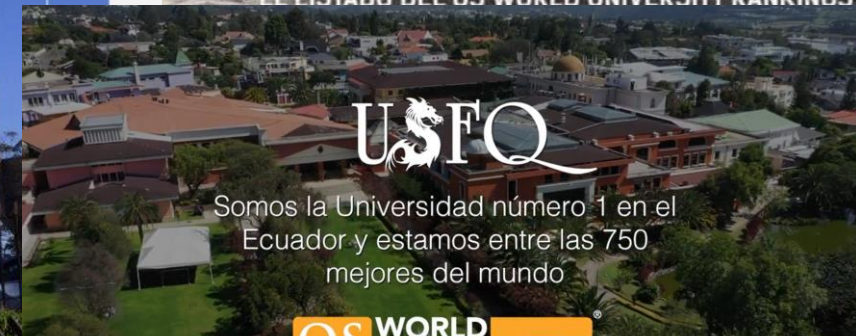 EL LISTADO DEL QS WORLD UNIVERSITY RANKINGS
USFQ
Somos la Universidad número 1 en el
Ecuador y estamos entre las 750
mejores del mundo
QS WORLD
®